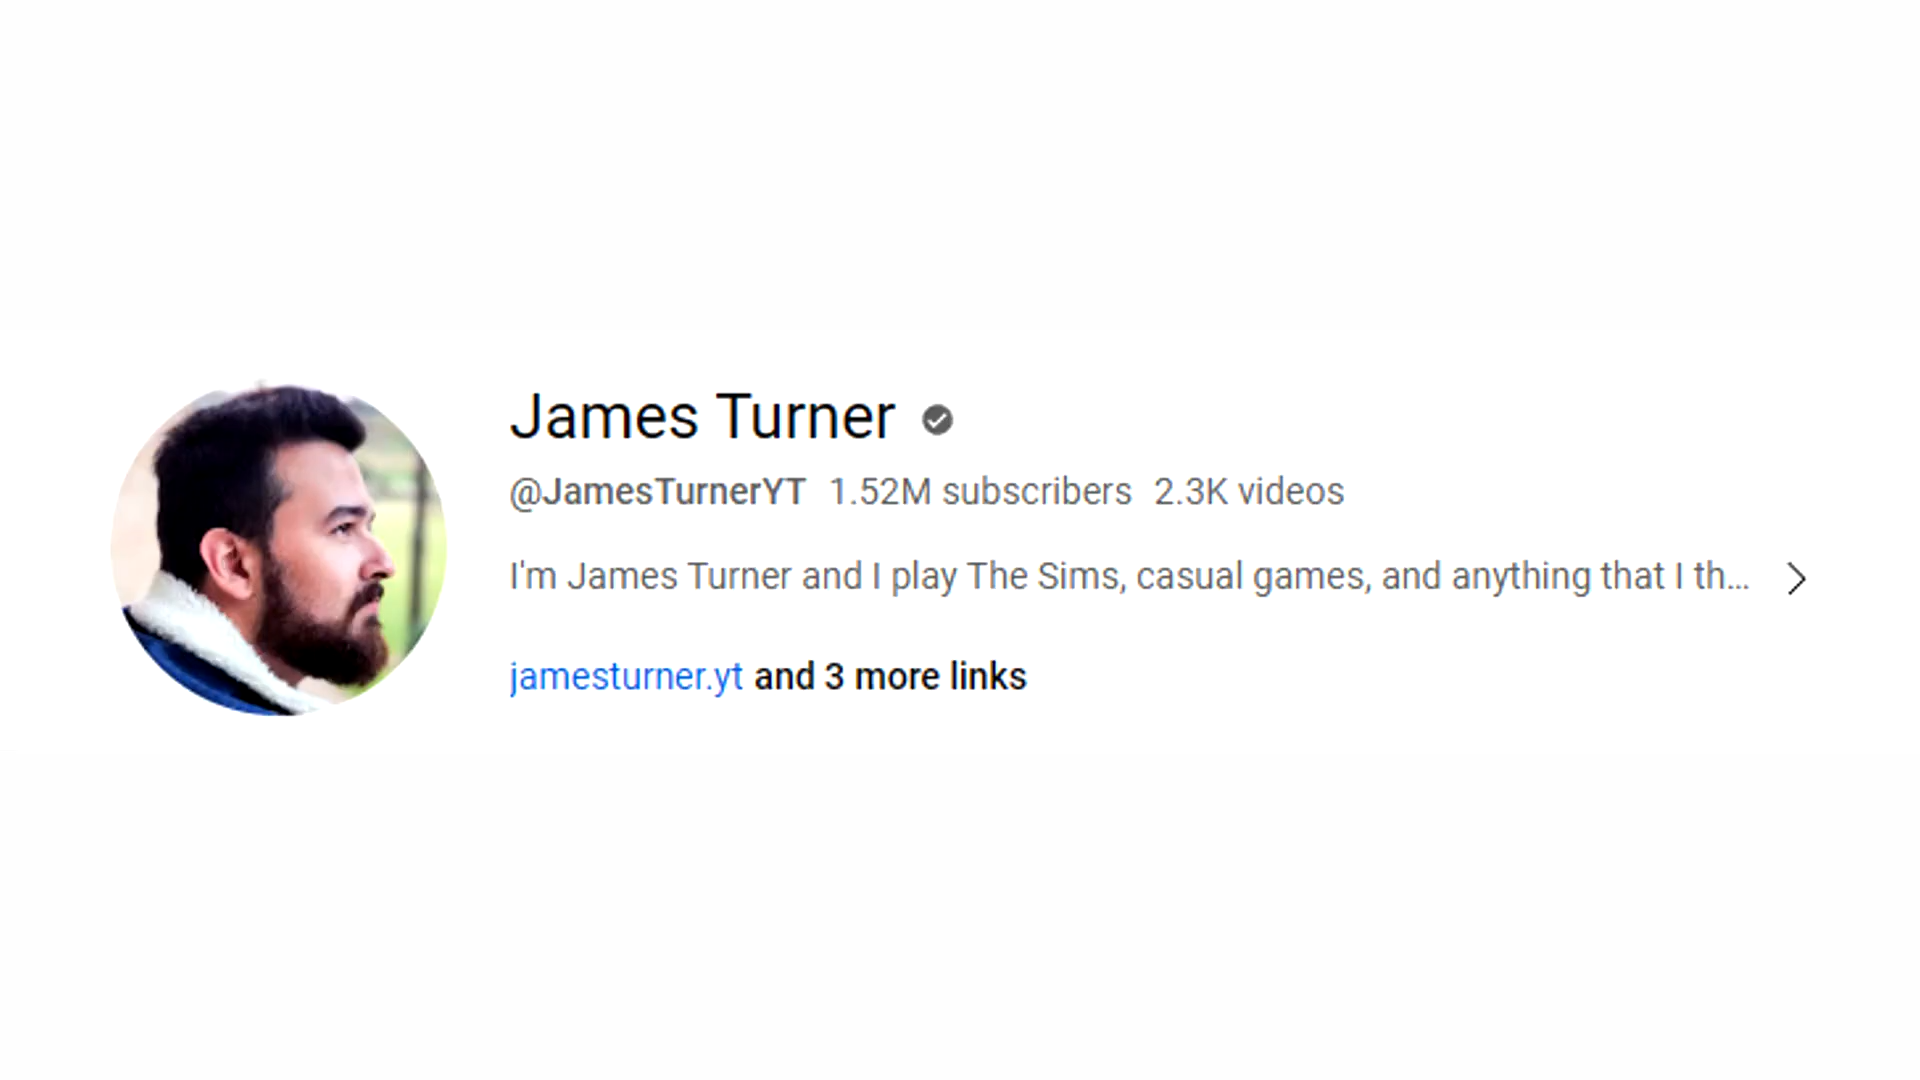 James Turner
@JamesTurnerYT 1.52M subscribers 2.3K videos
I'm James Turner and I play The Sims, casual games, and anything that I th...
jamesturner.yt and 3 more links